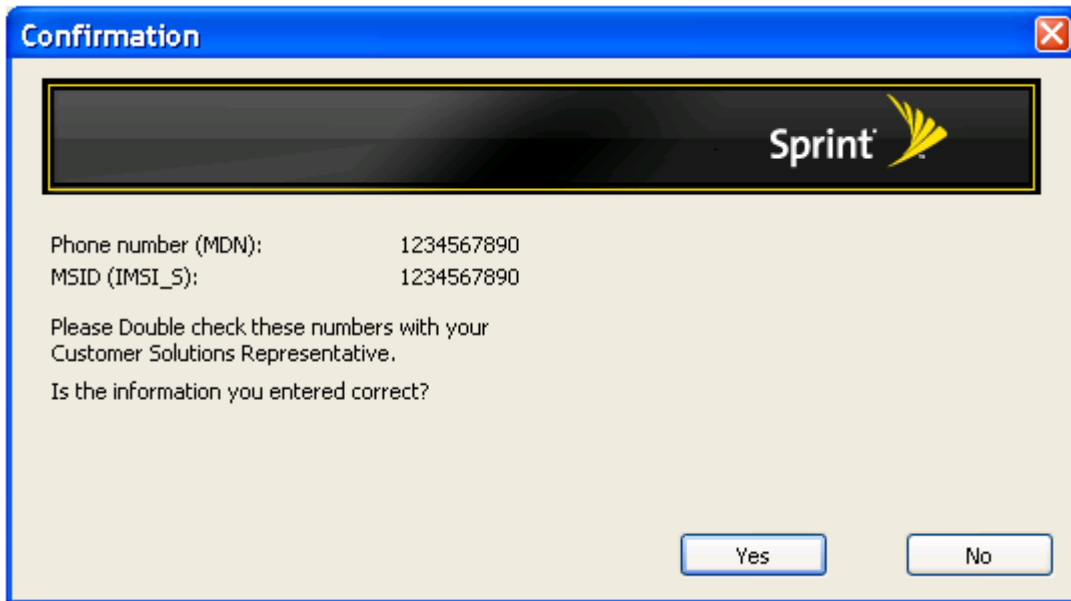 Confirmation
Sprint
Phone number (MDN): 1234567890
MSID (IMSI_S): 1234567890
Please Double check these numbers with your
Customer Solutions Representative.
Is the information you entered correct?
Yes No